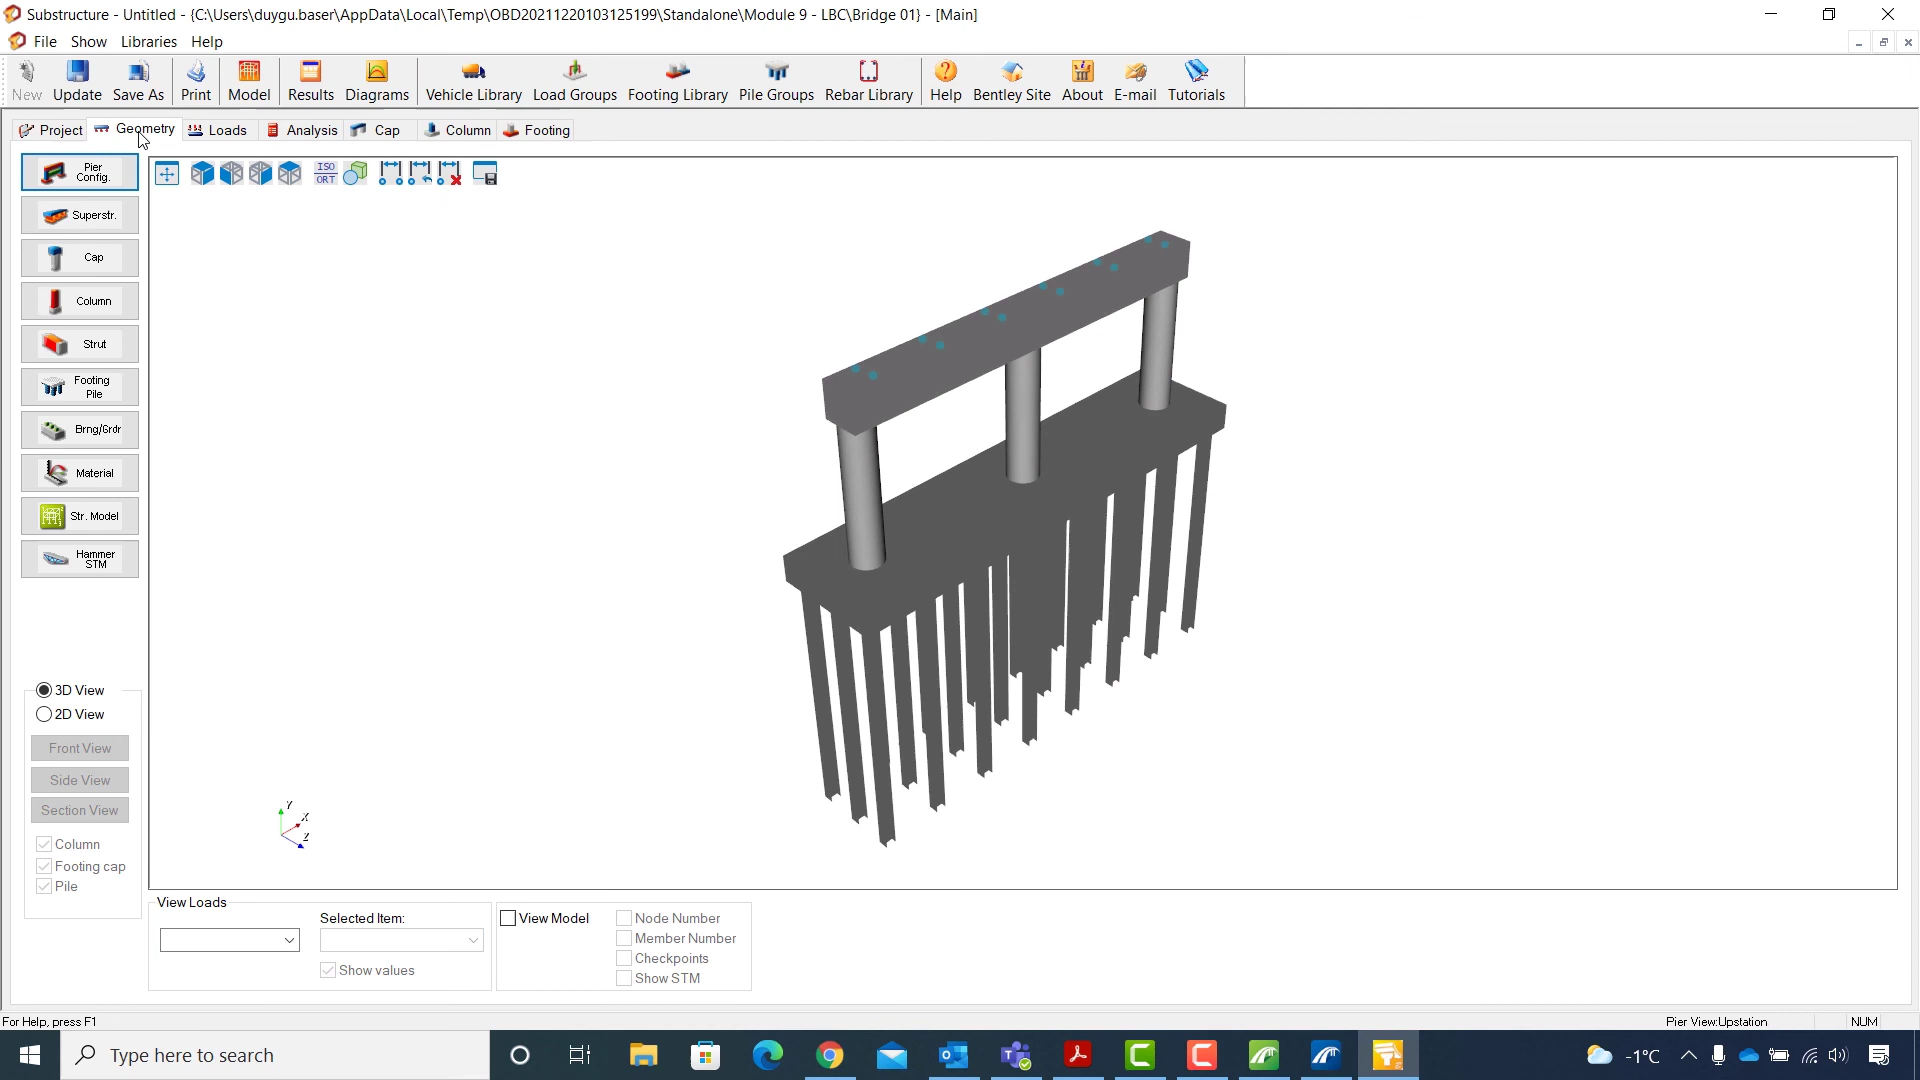 Substructure - Untitled - {C:\Users\duygu.baser\AppData\Local\Temp\OBD20211220103125199\Standalone\Module 9 - LBC\Bridge 01} - [Main]
File Show Libraries Help
New Update Save As Print Model Results Diagrams Vehicle Library Load Groups Footing Library Pile Groups Rebar Library Help Bentley Site About E-mail Tutorials
Project Geometry Loads Analysis Cap Column Footing
Pier
Config.
ISO
ORT
Superstr.
Cap
Column
Strut
Footing
Pile
Brng/Grdr
Material
Str. Model
Hammer
STM
3D View
2D View
Front View
Side View
Section View
Column
Footing cap
Pile
Y
X
Z
View Loads
Selected Item:
Show values
View Model
Node Number
Member Number
Checkpoints
Show STM
For Help, press F1
Pier View:Upstation
NUM
Type here to search
-1°C